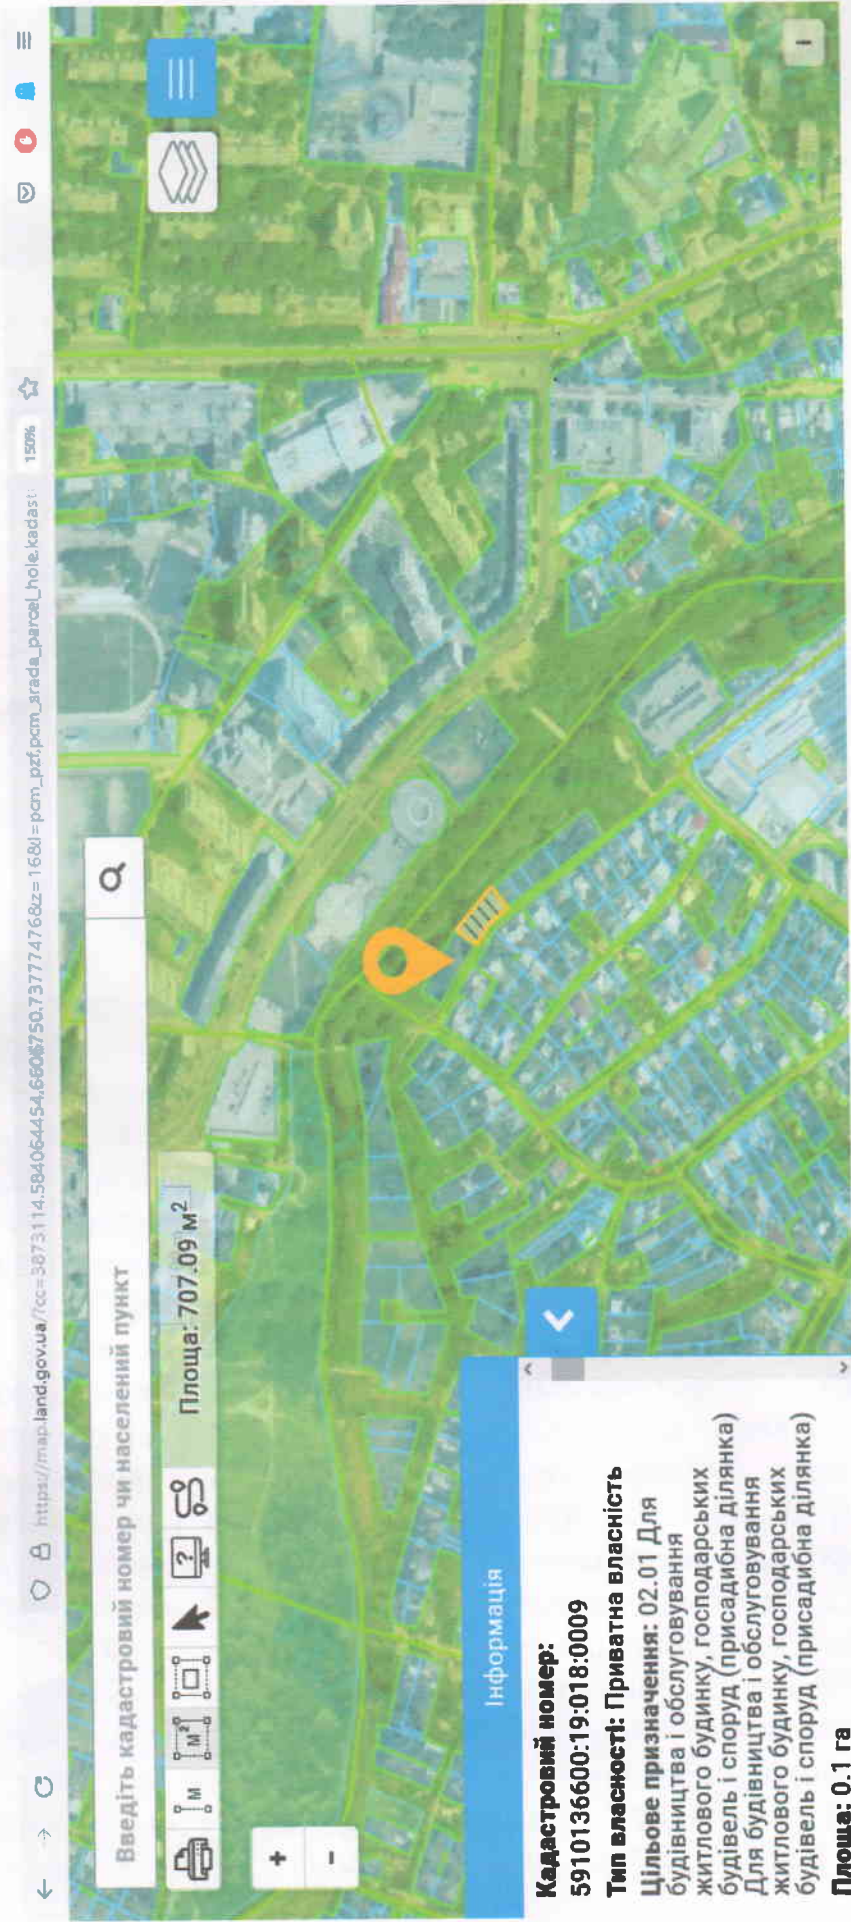 https://map.land.gov.ua/?cc=3873114.584064454,6606750.737774768&z=16&l=pcm_pzf,pcm_srada_parcel_hole,kadast
150%
Введіть кадастровий номер чи населений пункт
М
М²
?
Площа: 707.09 м²
+
-
i
Інформація
Кадастровий номер:
5910136600:19:018:0009
Тип власності: Приватна власність
Цільове призначення: 02.01 Для
будівництва і обслуговування
житлового будинку, господарських
будівель і споруд (присадибна ділянка)
Для будівництва і обслуговування
житлового будинку, господарських
будівель і споруд (присадибна ділянка)
Площа: 0.1 га